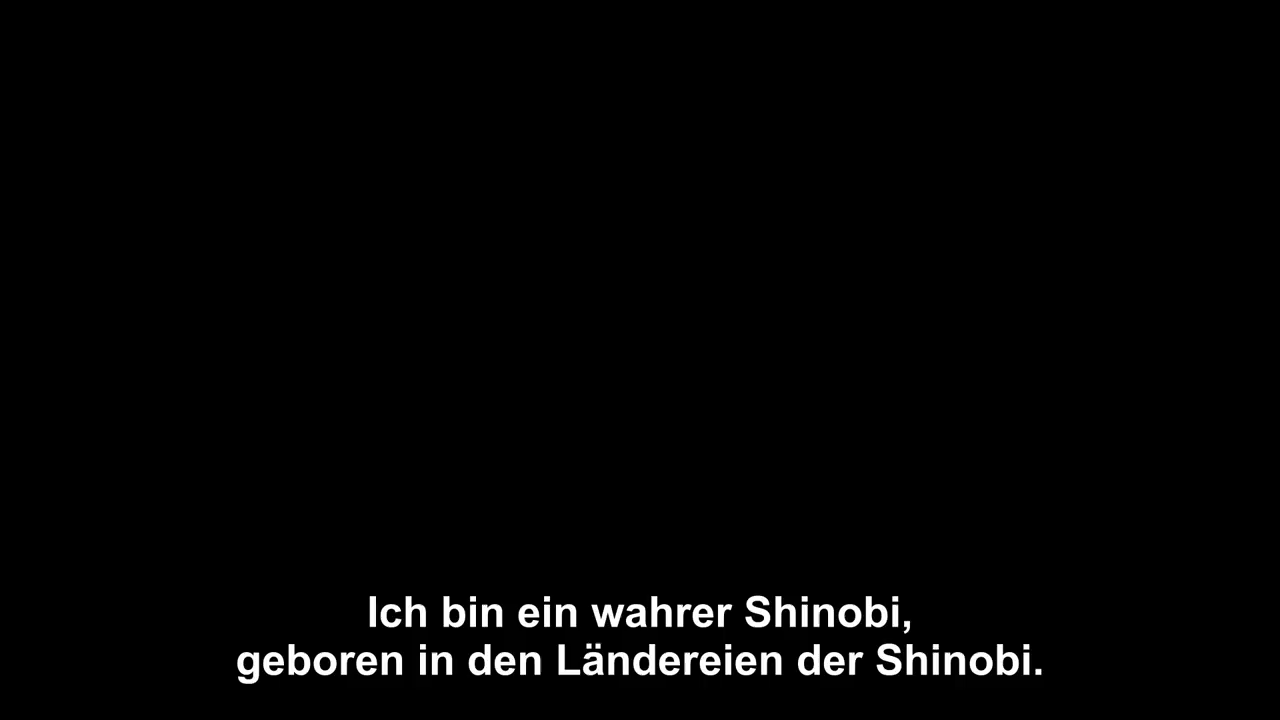 Ich bin ein wahrer Shinobi,
geboren in den Ländereien der Shinobi.